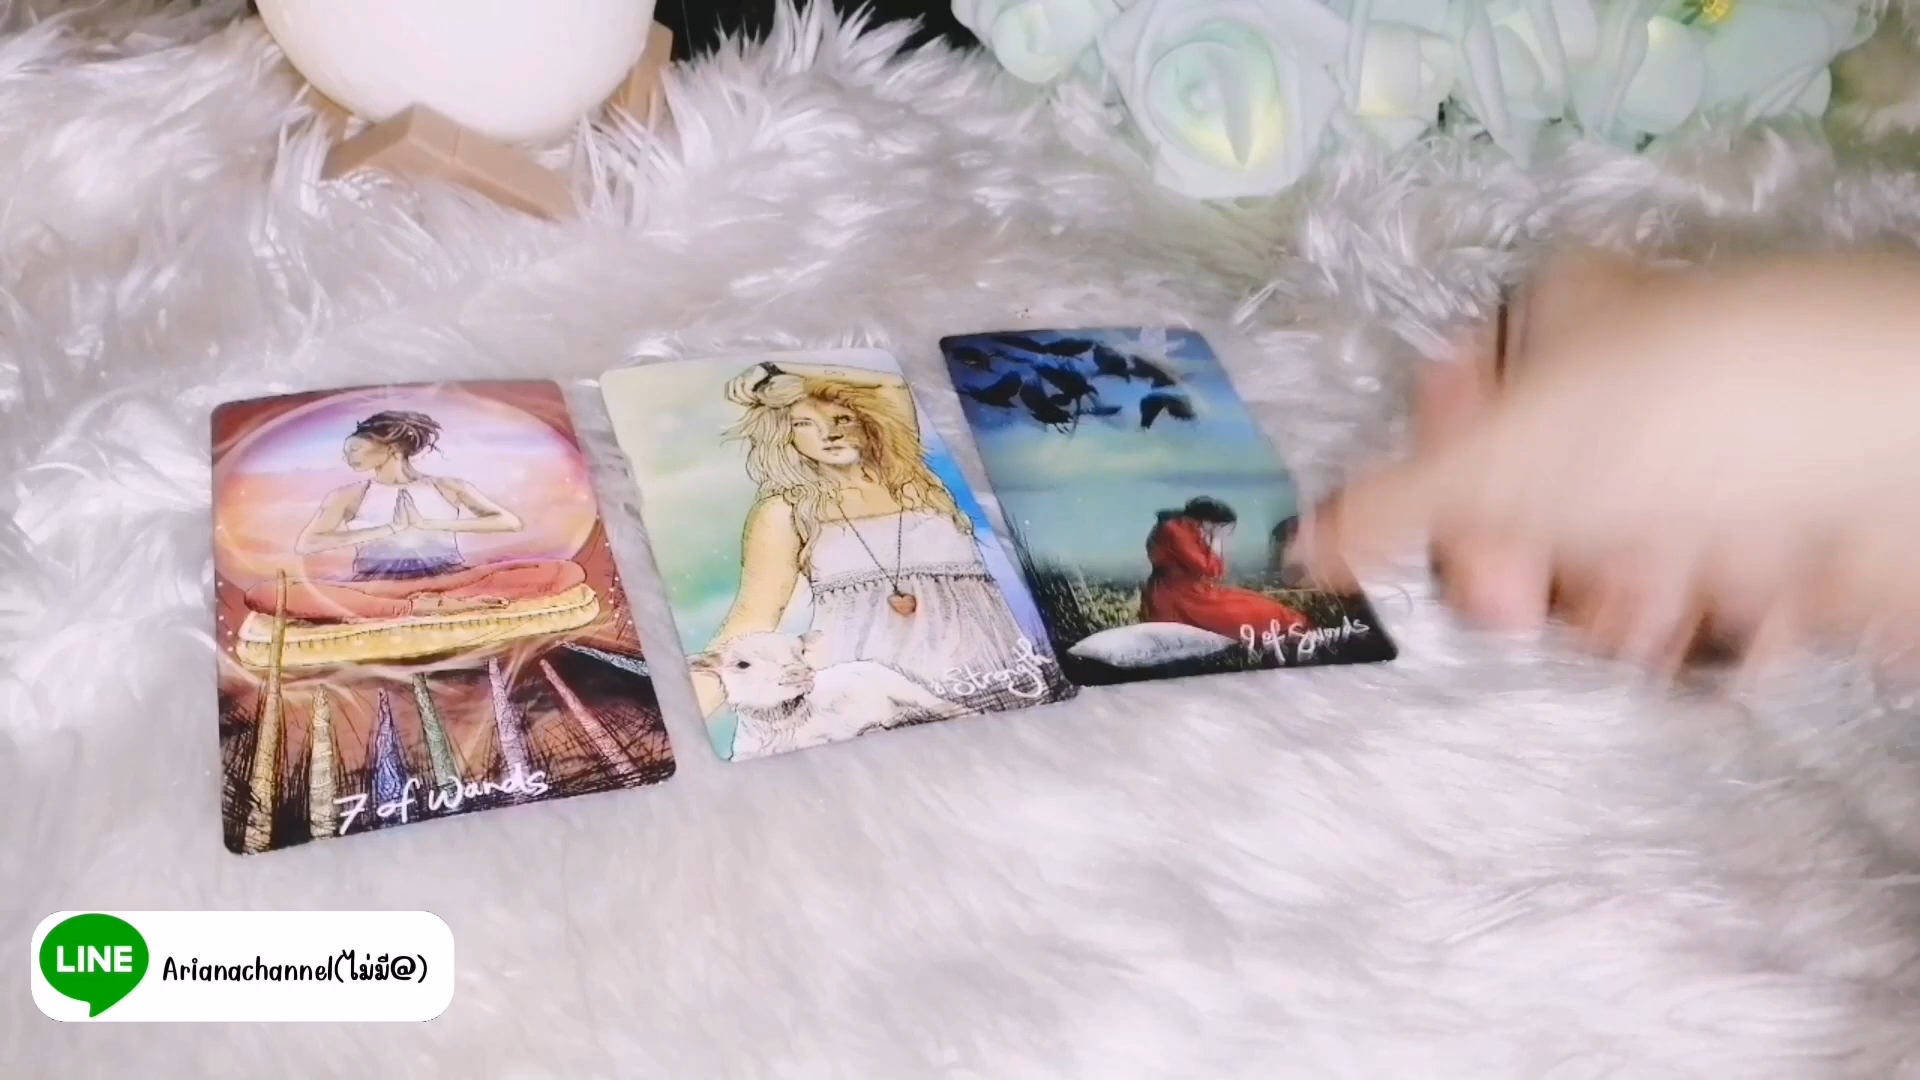 7 of Wands
Strength
9 of Swords
LINE
Arianachannel(ไม่มี@)